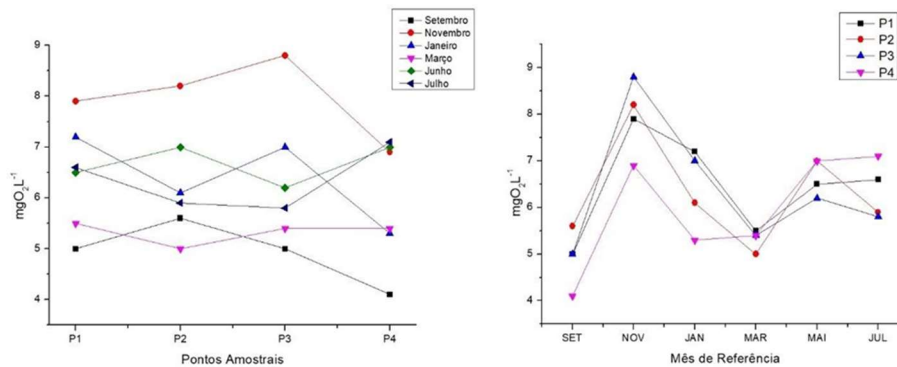 Setembro
Novembro
Janeiro
Março
Junho
Julho
9
8
7
6
5
4
mgO₂L⁻¹
P1 P2 P3 P4
Pontos Amostrais
P1
P2
P3
P4
9
8
7
6
5
4
mgO₂L⁻¹
SET NOV JAN MAR MAI JUL
Mês de Referência